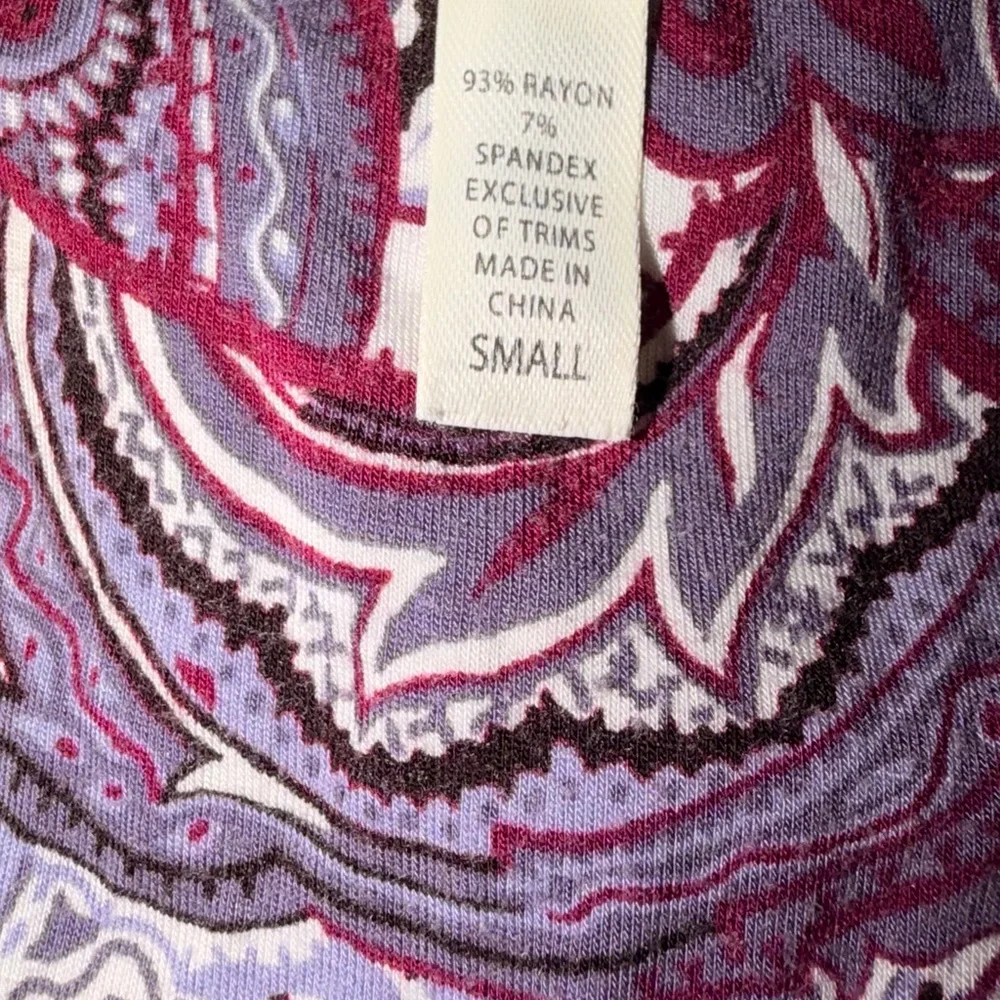 93% RAYON
7%
SPANDEX
EXCLUSIVE
OF TRIMS
MADE IN
CHINA
SMALL